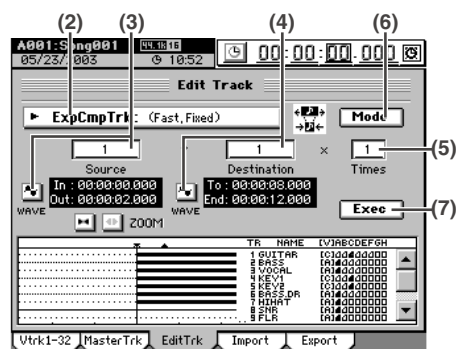 (2) (3) (4) (6)
A001:Song001 44.1k 16 00:00:00.000
05/23/2003 10:52
Edit Track
ExpCmpTrk: (Fast,Fixed) Mode
1 1 × 1 (5)
Source Destination Times
WAVE In : 00:00:00.000 WAVE To : 00:00:08.000
Out: 00:00:02.000 End: 00:00:12.000 Exec (7)
ZOOM
TR NAME [V]ABCDEFGH
1 GUITAR [C]
2 BASS [A]
3 VOCAL [A]
4 KEY1 [C]
5 KEY2 [C]
6 BASS.DR [A]
7 HIHAT [A]
8 SNR [A]
9 FLR [A]
Vtrk1-32 MasterTrk EditTrk Import Export